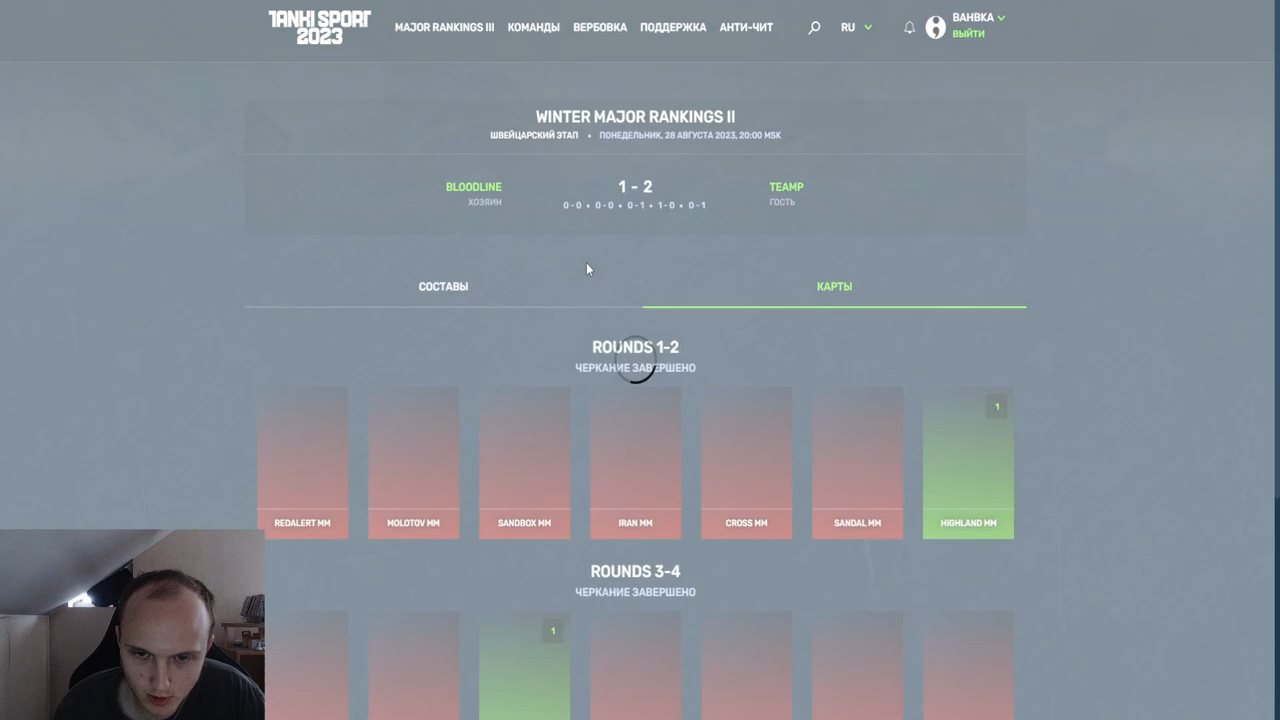 TANKI SPORT
2023
MAJOR RANKINGS III
КОМАНДЫ
ВЕРБОВКА
ПОДДЕРЖКА
АНТИ-ЧИТ
RU
ВАНВКА
ВЫЙТИ
WINTER MAJOR RANKINGS II
ШВЕЙЦАРСКИЙ ЭТАП • ПОНЕДЕЛЬНИК, 28 АВГУСТА 2023, 20:00 MSK
BLOODLINE
ХОЗЯИН
1 - 2
0-0 • 0-0 • 0-1 • 1-0 • 0-1
TEAMP
ГОСТЬ
СОСТАВЫ
КАРТЫ
ROUNDS 1-2
ЧЕРКАНИЕ ЗАВЕРШЕНО
1
REDALERT MM
MOLOTOV MM
SANDBOX MM
IRAN MM
CROSS MM
SANDAL MM
HIGHLAND MM
ROUNDS 3-4
ЧЕРКАНИЕ ЗАВЕРШЕНО
1